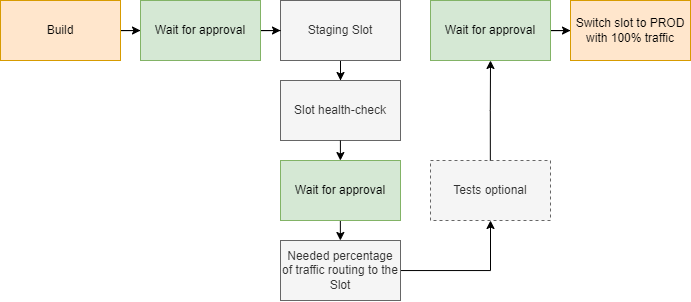 Build
Wait for approval
Staging Slot
Slot health-check
Wait for approval
Needed percentage
of traffic routing to the
Slot
Tests optional
Wait for approval
Switch slot to PROD
with 100% traffic